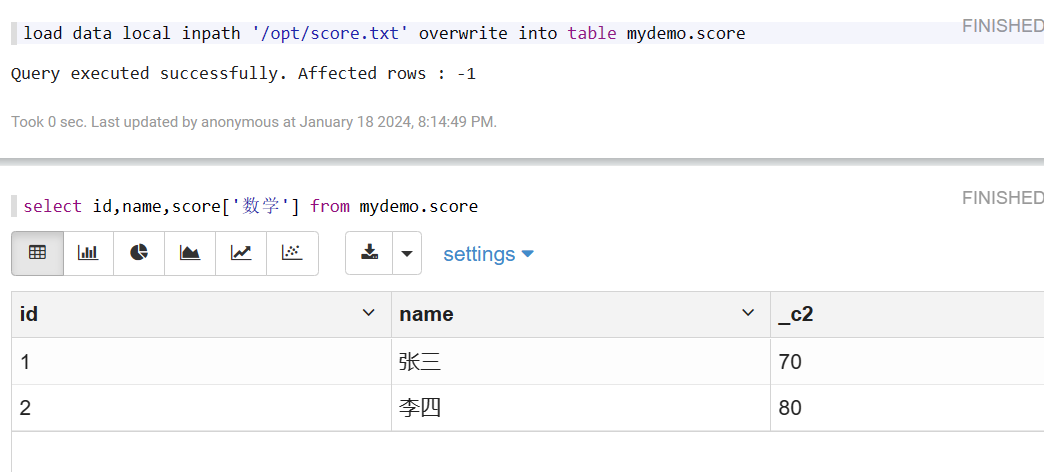 load data local inpath '/opt/score.txt' overwrite into table mydemo.score
FINISHED
Query executed successfully. Affected rows : -1
Took 0 sec. Last updated by anonymous at January 18 2024, 8:14:49 PM.
select id,name,score['数学'] from mydemo.score
FINISHED
settings
id name _c2
1 张三 70
2 李四 80